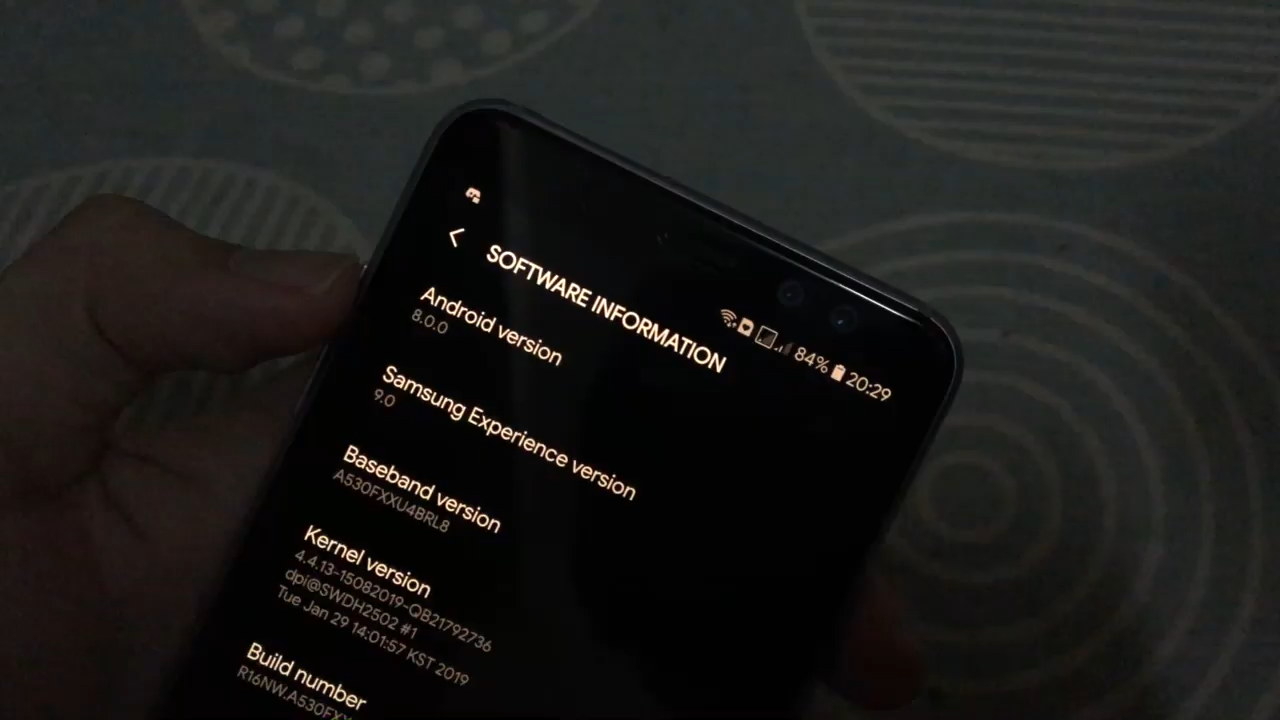 84% 20:29
SOFTWARE INFORMATION
Android version
8.0.0
Samsung Experience version
9.0
Baseband version
A530FXXU4BRL8
Kernel version
4.4.13-15082019-QB21792736
dpi@SWDH2502 #1
Tue Jan 29 14:01:57 KST 2019
Build number